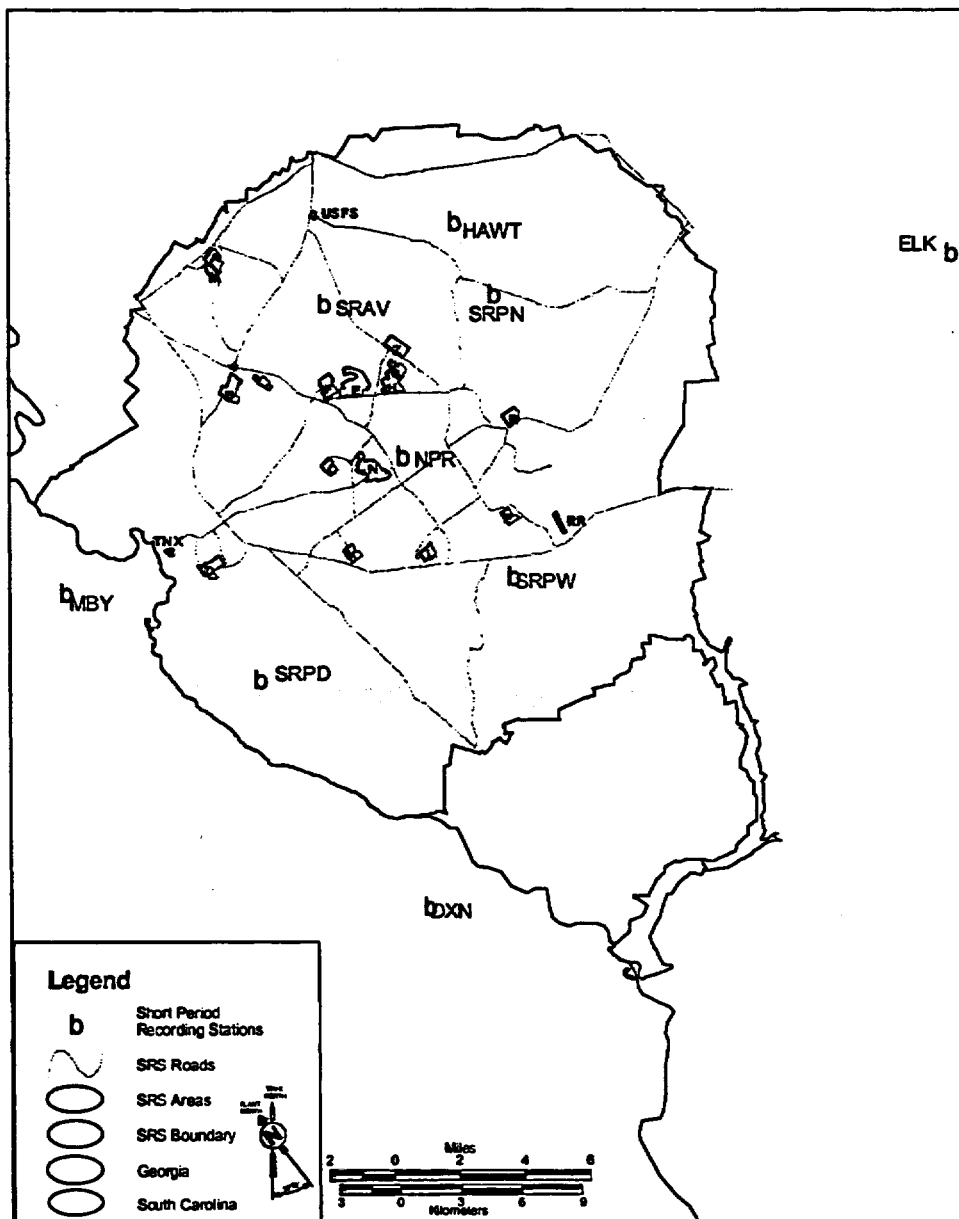 USFS
b HAWT
ELK b
b SRAV
b
SRPN
F
b NPR
N
RR
TNX
b SRPW
b MBY
b SRPD
b DXN
Legend
b Short Period
Recording Stations
SRS Roads
SRS Areas
SRS Boundary
Georgia
South Carolina
Miles
2 0 2 4 6
3 0 3 6 9
Kilometers